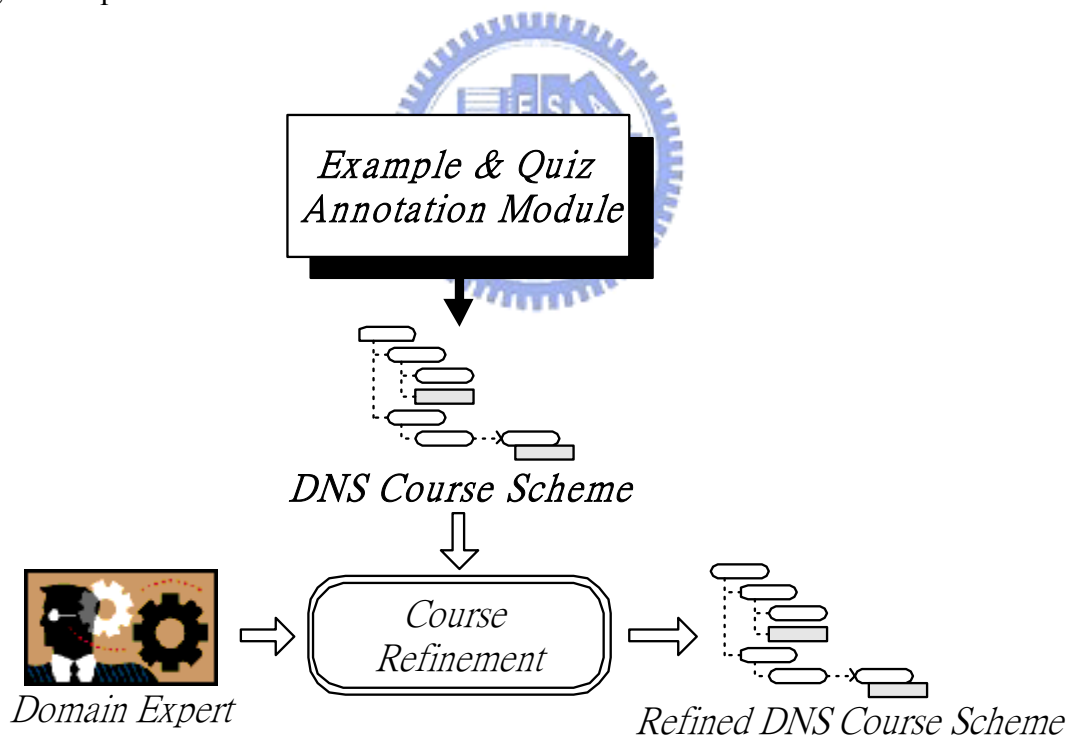 Example & Quiz
Annotation Module
DNS Course Scheme
Course
Refinement
Domain Expert
Refined DNS Course Scheme